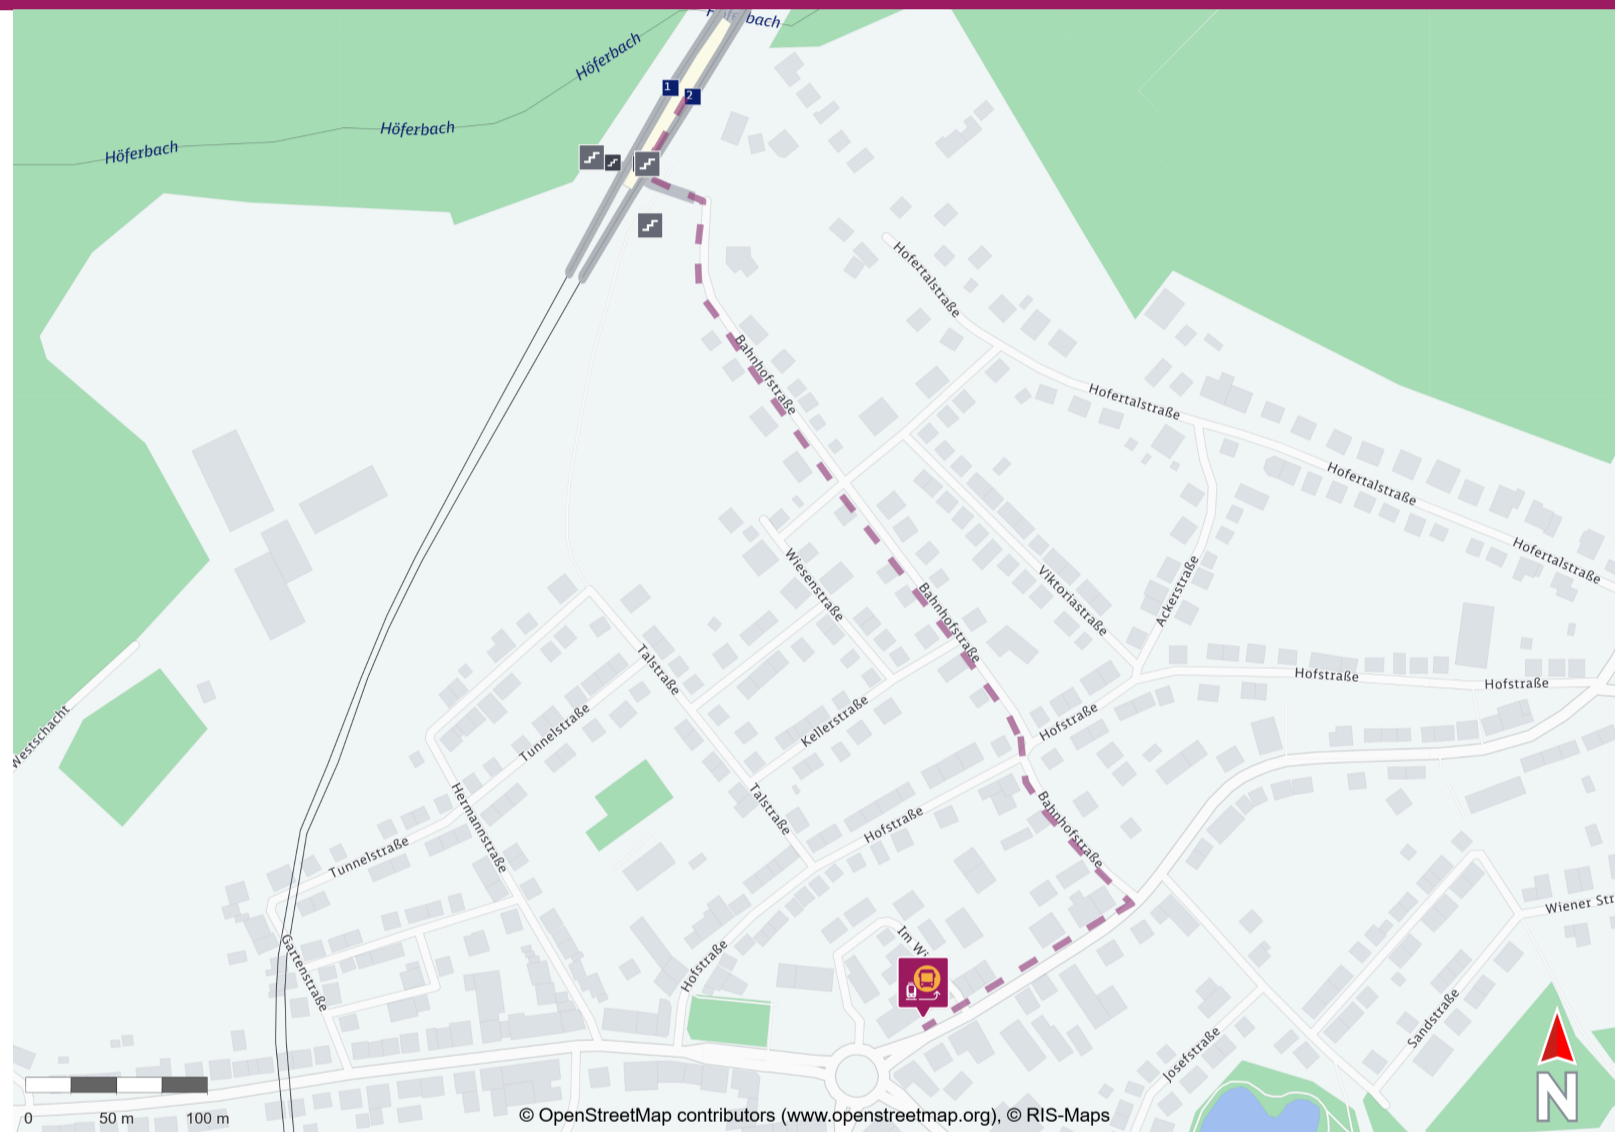 Höferbach
Höferbach
Höferbach
1
2
Hofertalstraße
Bahnhofstraße
Hofertalstraße
Hofertalstraße
Hofertalstraße
Wiesenstraße
Viktoriastraße
Ackerstraße
Bahnhofstraße
Talstraße
Hofstraße
Hofstraße
Westschacht
Tunnelstraße
Kellerstraße
Hofstraße
Hermannstraße
Talstraße
Bahnhofstraße
Hofstraße
Tunnelstraße
Wiener Str
Gartenstraße
Hofstraße
Im Wi
Sandstraße
Josefstraße
0 50 m 100 m
© OpenStreetMap contributors (www.openstreetmap.org), © RIS-Maps
N